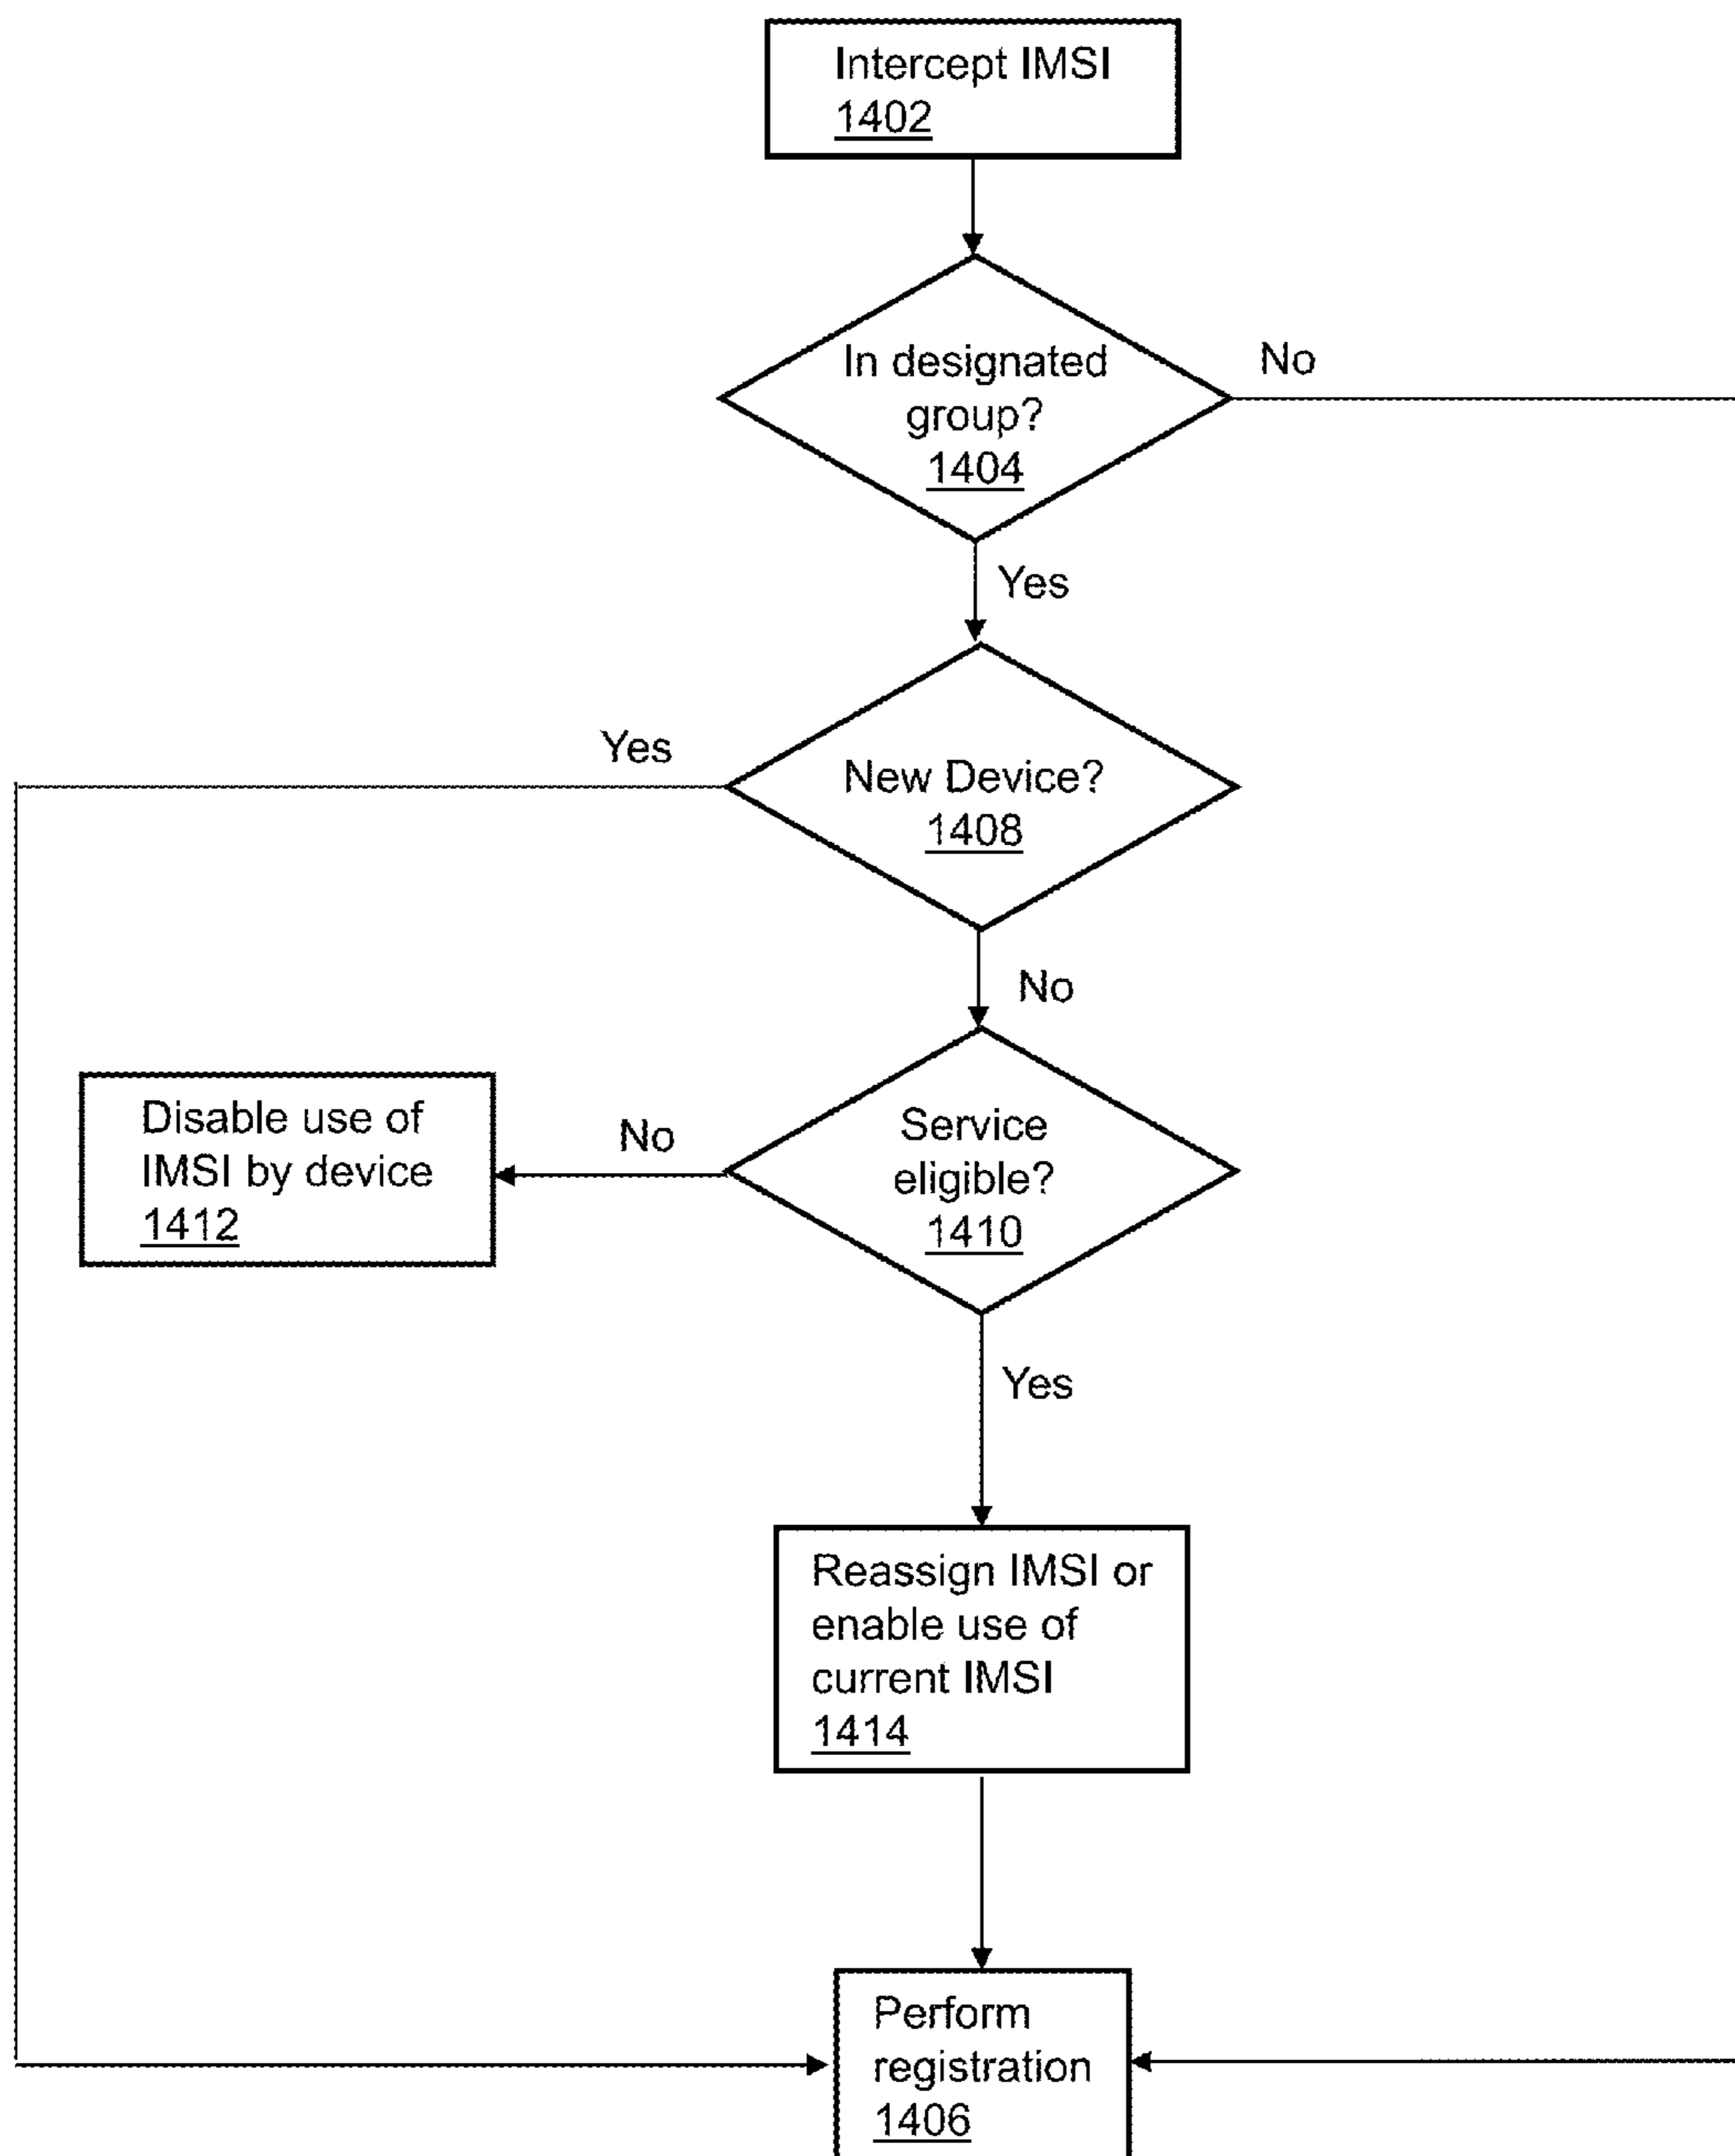 Intercept IMSI
1402
In designated
group?
1404
No
Yes
New Device?
1408
Yes
No
Service
eligible?
1410
No
Disable use of
IMSI by device
1412
Yes
Reassign IMSI or
enable use of
current IMSI
1414
Perform
registration
1406